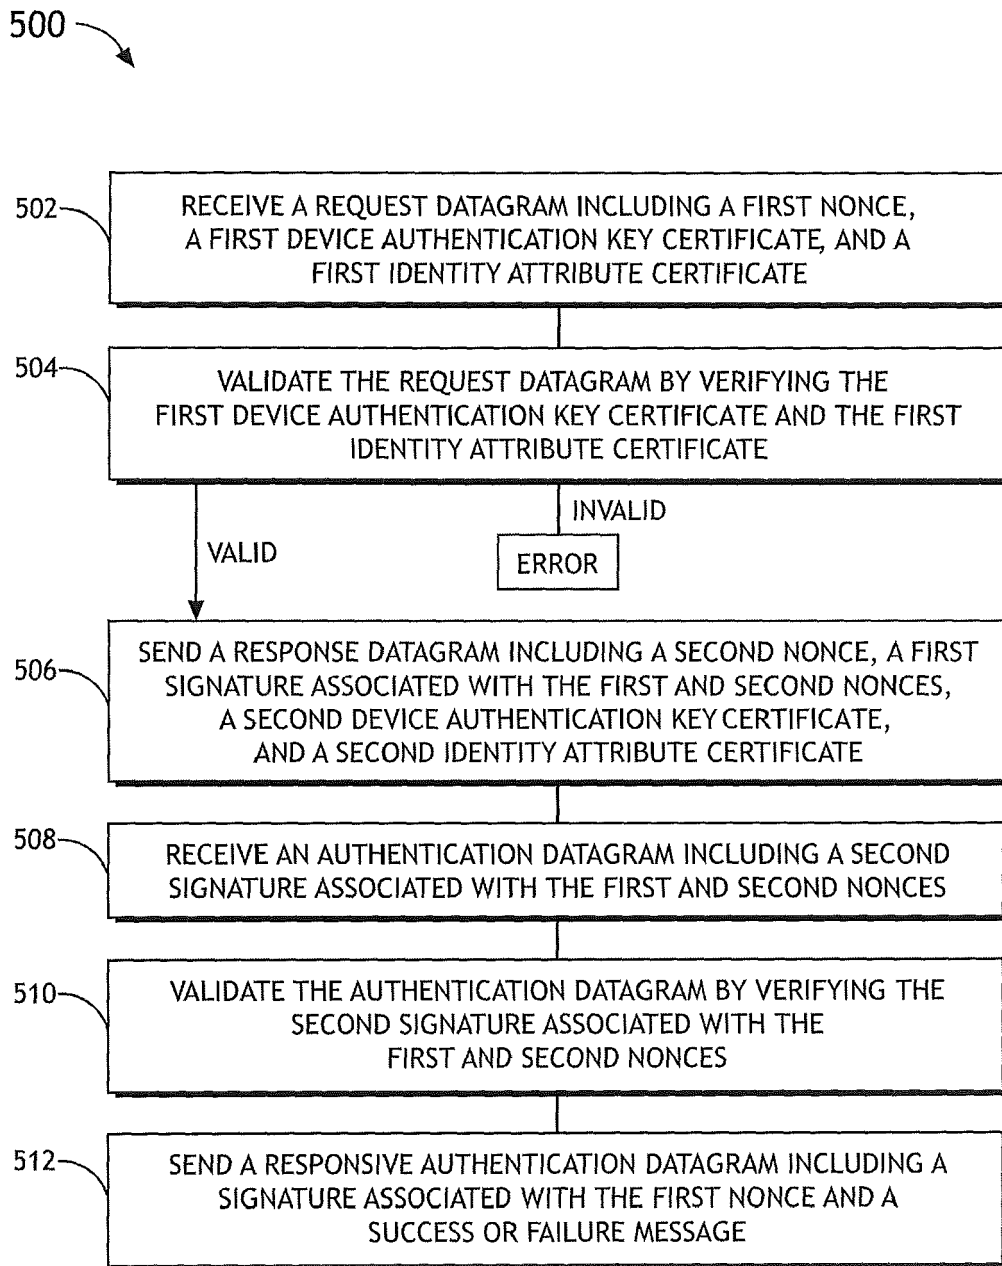 500
502
RECEIVE A REQUEST DATAGRAM INCLUDING A FIRST NONCE,
A FIRST DEVICE AUTHENTICATION KEY CERTIFICATE, AND A
FIRST IDENTITY ATTRIBUTE CERTIFICATE
504
VALIDATE THE REQUEST DATAGRAM BY VERIFYING THE
FIRST DEVICE AUTHENTICATION KEY CERTIFICATE AND THE FIRST
IDENTITY ATTRIBUTE CERTIFICATE
INVALID
VALID
ERROR
506
SEND A RESPONSE DATAGRAM INCLUDING A SECOND NONCE, A FIRST
SIGNATURE ASSOCIATED WITH THE FIRST AND SECOND NONCES,
A SECOND DEVICE AUTHENTICATION KEY CERTIFICATE,
AND A SECOND IDENTITY ATTRIBUTE CERTIFICATE
508
RECEIVE AN AUTHENTICATION DATAGRAM INCLUDING A SECOND
SIGNATURE ASSOCIATED WITH THE FIRST AND SECOND NONCES
510
VALIDATE THE AUTHENTICATION DATAGRAM BY VERIFYING THE
SECOND SIGNATURE ASSOCIATED WITH THE
FIRST AND SECOND NONCES
512
SEND A RESPONSIVE AUTHENTICATION DATAGRAM INCLUDING A
SIGNATURE ASSOCIATED WITH THE FIRST NONCE AND A
SUCCESS OR FAILURE MESSAGE